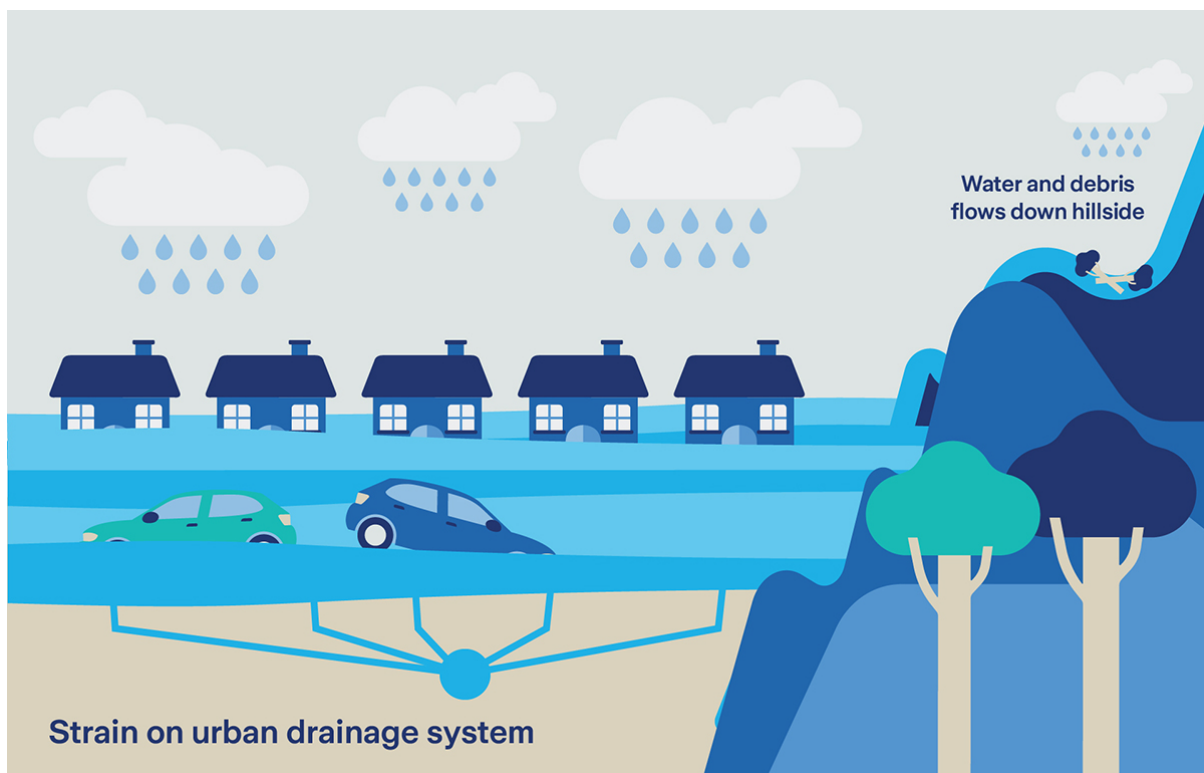 Water and debris
flows down hillside
Strain on urban drainage system